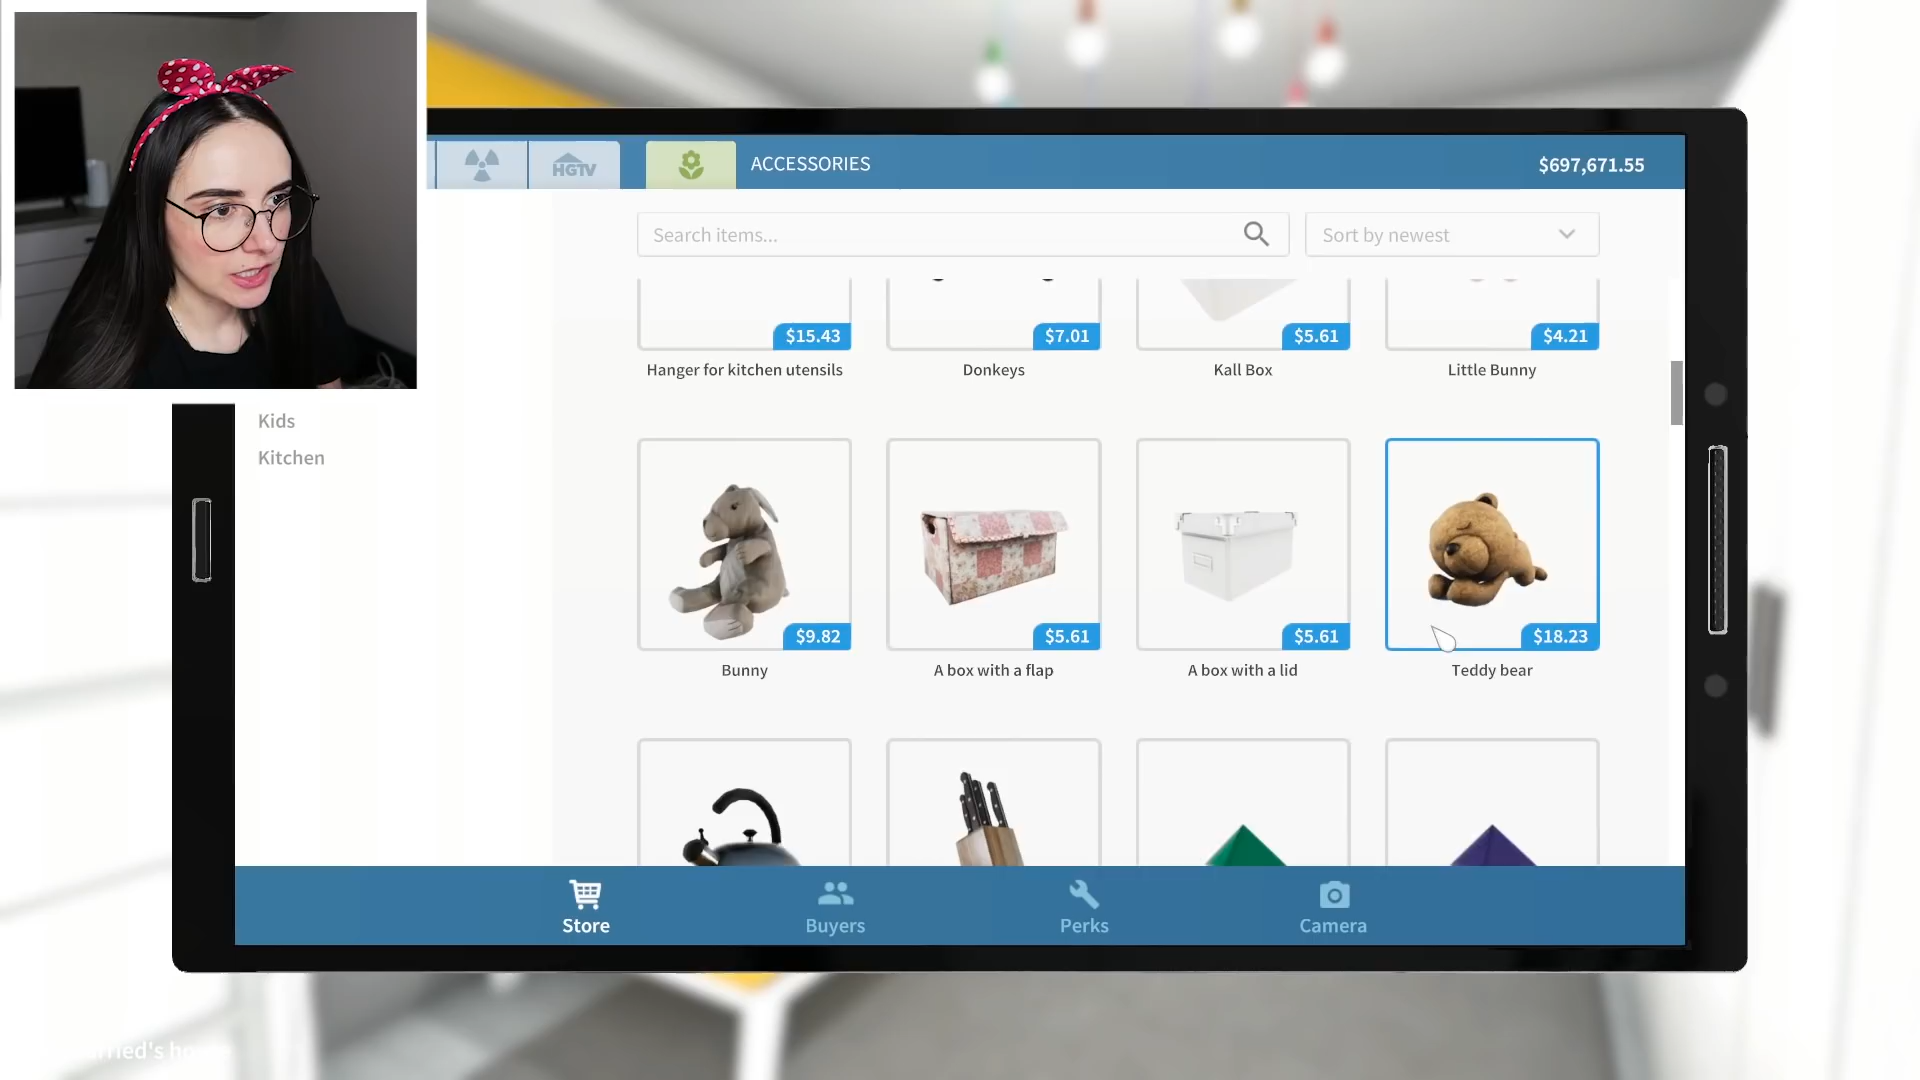 HGTV
ACCESSORIES
$697,671.55
Search items...
Sort by newest
$15.43
$7.01
$5.61
$4.21
Hanger for kitchen utensils
Donkeys
Kall Box
Little Bunny
Kids
Kitchen
$9.82
$5.61
$5.61
$18.23
Bunny
A box with a flap
A box with a lid
Teddy bear
Store
Buyers
Perks
Camera